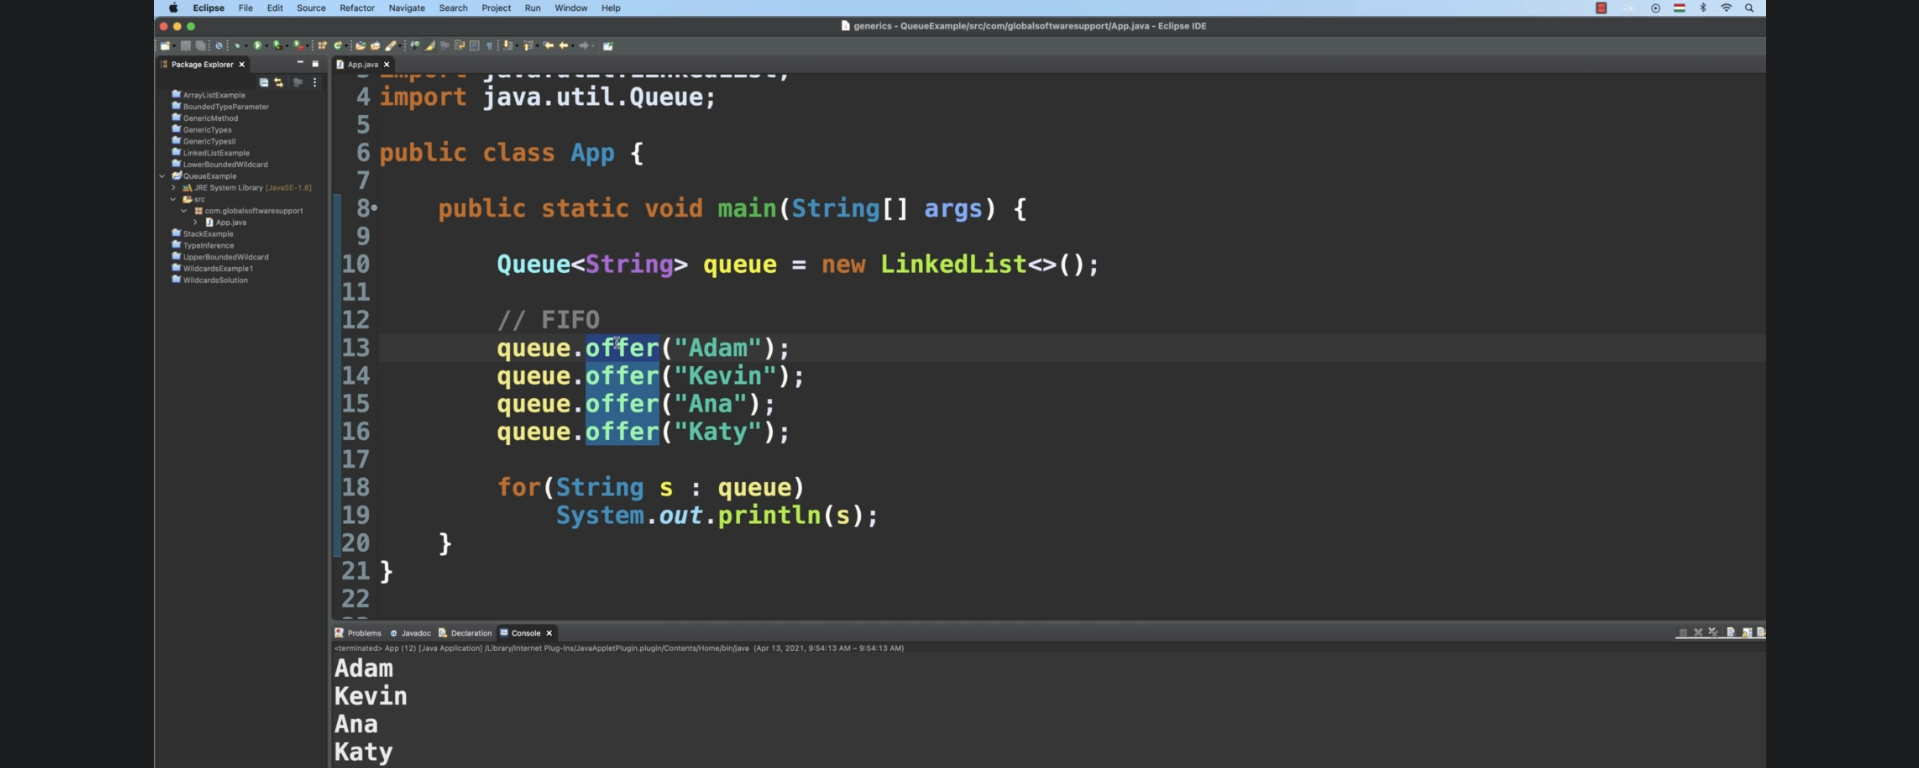 Eclipse File Edit Source Refactor Navigate Search Project Run Window Help
generics - QueueExample/src/com/globalsoftwaresupport/App.java - Eclipse IDE
Package Explorer
ArrayListExample
BoundedTypeParameter
GenericMethod
GenericTypes
GenericTypesII
LinkedListExample
LowerBoundedWildcard
QueueExample
JRE System Library [JavaSE-1.8]
src
com.globalsoftwaresupport
App.java
StackExample
TypeInference
UpperBoundedWildcard
WildcardsExample1
WildcardsSolution
App.java
3 import java.util.LinkedList;
4 import java.util.Queue;
5
6 public class App {
7
8 public static void main(String[] args) {
9
10 Queue<String> queue = new LinkedList<>();
11
12 // FIFO
13 queue.offer("Adam");
14 queue.offer("Kevin");
15 queue.offer("Ana");
16 queue.offer("Katy");
17
18 for(String s : queue)
19 System.out.println(s);
20 }
21 }
22
Problems Javadoc Declaration Console
<terminated> App (12) [Java Application] /Library/Internet Plug-Ins/JavaAppletPlugin.plugin/Contents/Home/bin/java (Apr 13, 2021, 9:54:13 AM – 9:54:13 AM)
Adam
Kevin
Ana
Katy